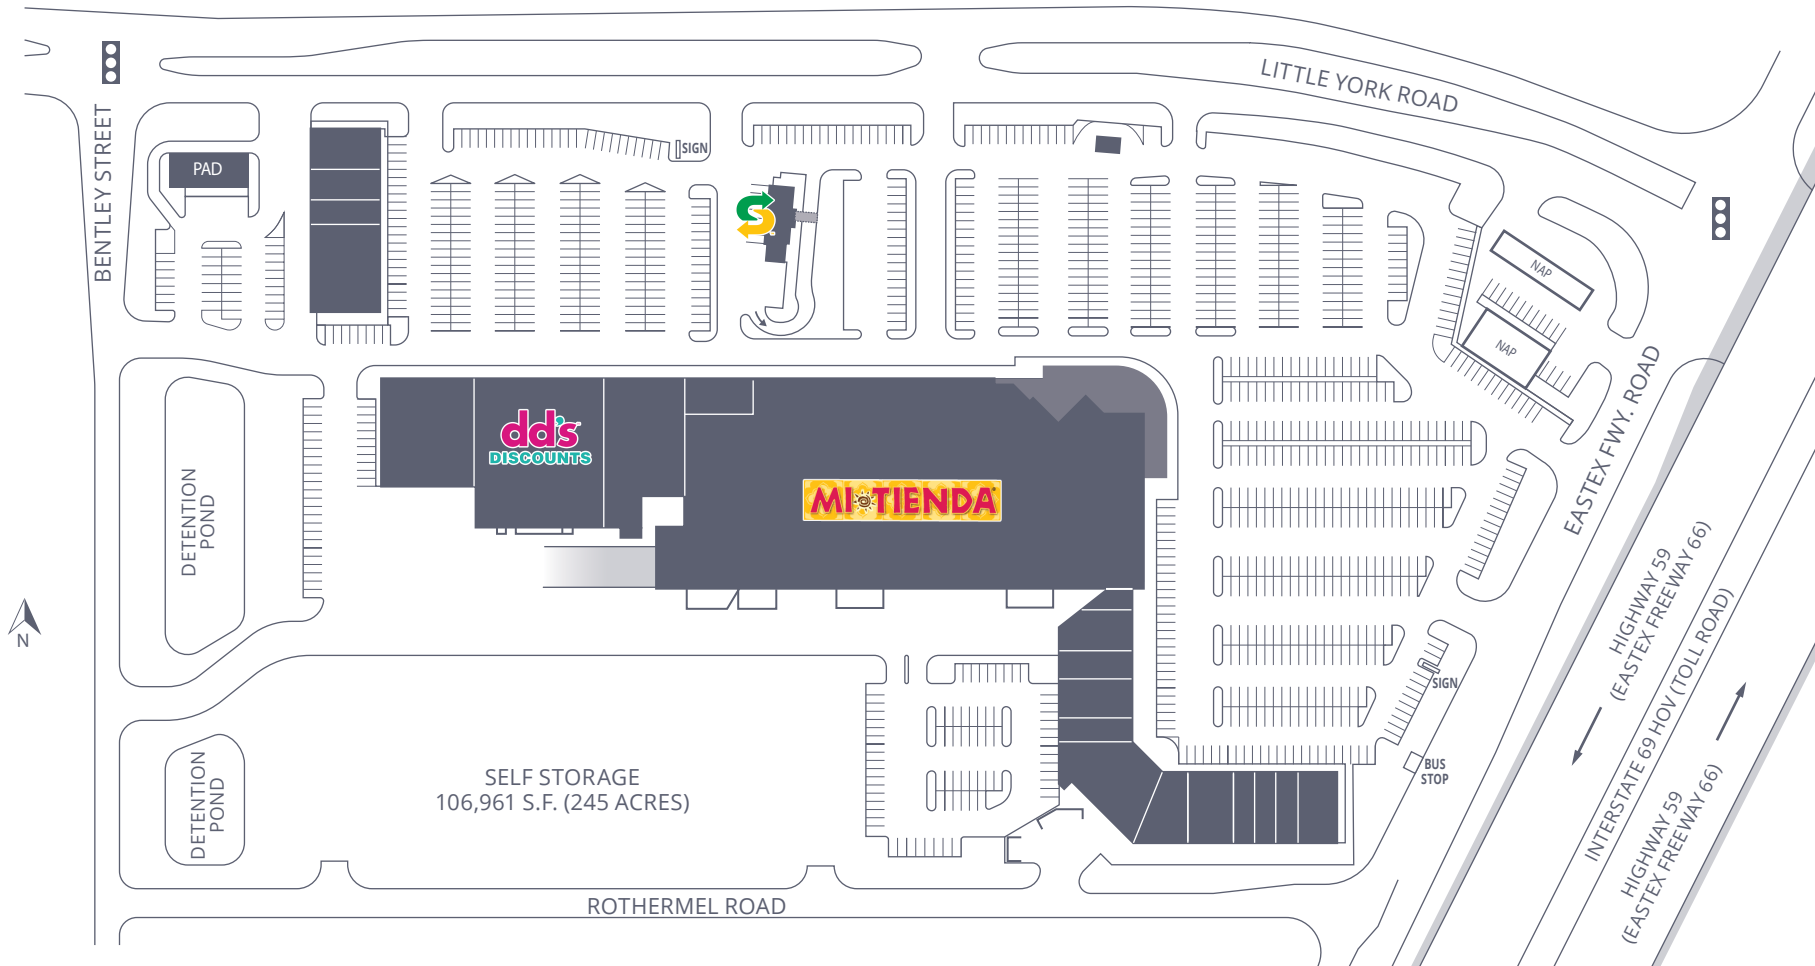 LITTLE YORK ROAD
BENTLEY STREET
PAD
SIGN
S
NAP
NAP
EASTEX FWY. ROAD
dd's
DISCOUNTS
MI TIENDA
DETENTION
POND
HIGHWAY 59
(EASTEX FREEWAY 66)
INTERSTATE 69 HOV (TOLL ROAD)
HIGHWAY 59
(EASTEX FREEWAY 66)
N
SIGN
BUS
STOP
SELF STORAGE
106,961 S.F. (245 ACRES)
DETENTION
POND
ROTHERMEL ROAD